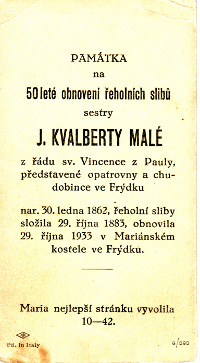 PAMÁTKA
na
50leté obnovení řeholních slibů
sestry
J. KVALBERTY MALÉ
z řádu sv. Vincence z Pauly,
představené opatrovny a chu-
dobince ve Frýdku
nar. 30. ledna 1862, řeholní sliby
složila 29. října 1883, obnovila
29. října 1933 v Mariánském
kostele ve Frýdku.
Maria nejlepší stránku vyvolila
10—42.
Ptd. in Italy